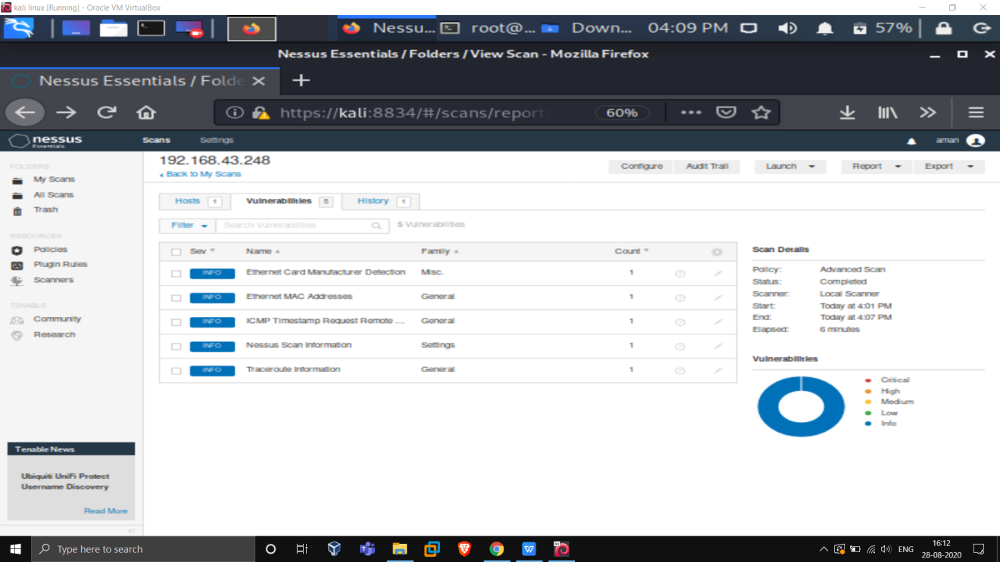 kali linux [Running] - Oracle VM VirtualBox
Nessu... root@... Down... 04:09 PM 57%
Nessus Essentials / Folders / View Scan - Mozilla Firefox
Nessus Essentials / Folde
https://kali:8834/#/scans/reports 60%
nessus Essentials Scans Settings aman
FOLDERS
My Scans
All Scans
Trash
RESOURCES
Policies
Plugin Rules
Scanners
TENABLE
Community
Research
Tenable News
Ubiquiti UniFi Protect
Username Discovery
Read More
192.168.43.248
Back to My Scans
Configure Audit Trail Launch Report Export
Hosts 1 Vulnerabilities 5 History 1
Filter Search Vulnerabilities 5 Vulnerabilities
Sev Name Family Count
INFO Ethernet Card Manufacturer Detection Misc. 1
INFO Ethernet MAC Addresses General 1
INFO ICMP Timestamp Request Remote ... General 1
INFO Nessus Scan Information Settings 1
INFO Traceroute Information General 1
Scan Details
Policy: Advanced Scan
Status: Completed
Scanner: Local Scanner
Start: Today at 4:01 PM
End: Today at 4:07 PM
Elapsed: 6 minutes
Vulnerabilities
Critical
High
Medium
Low
Info
Type here to search
ENG
16:12
28-08-2020